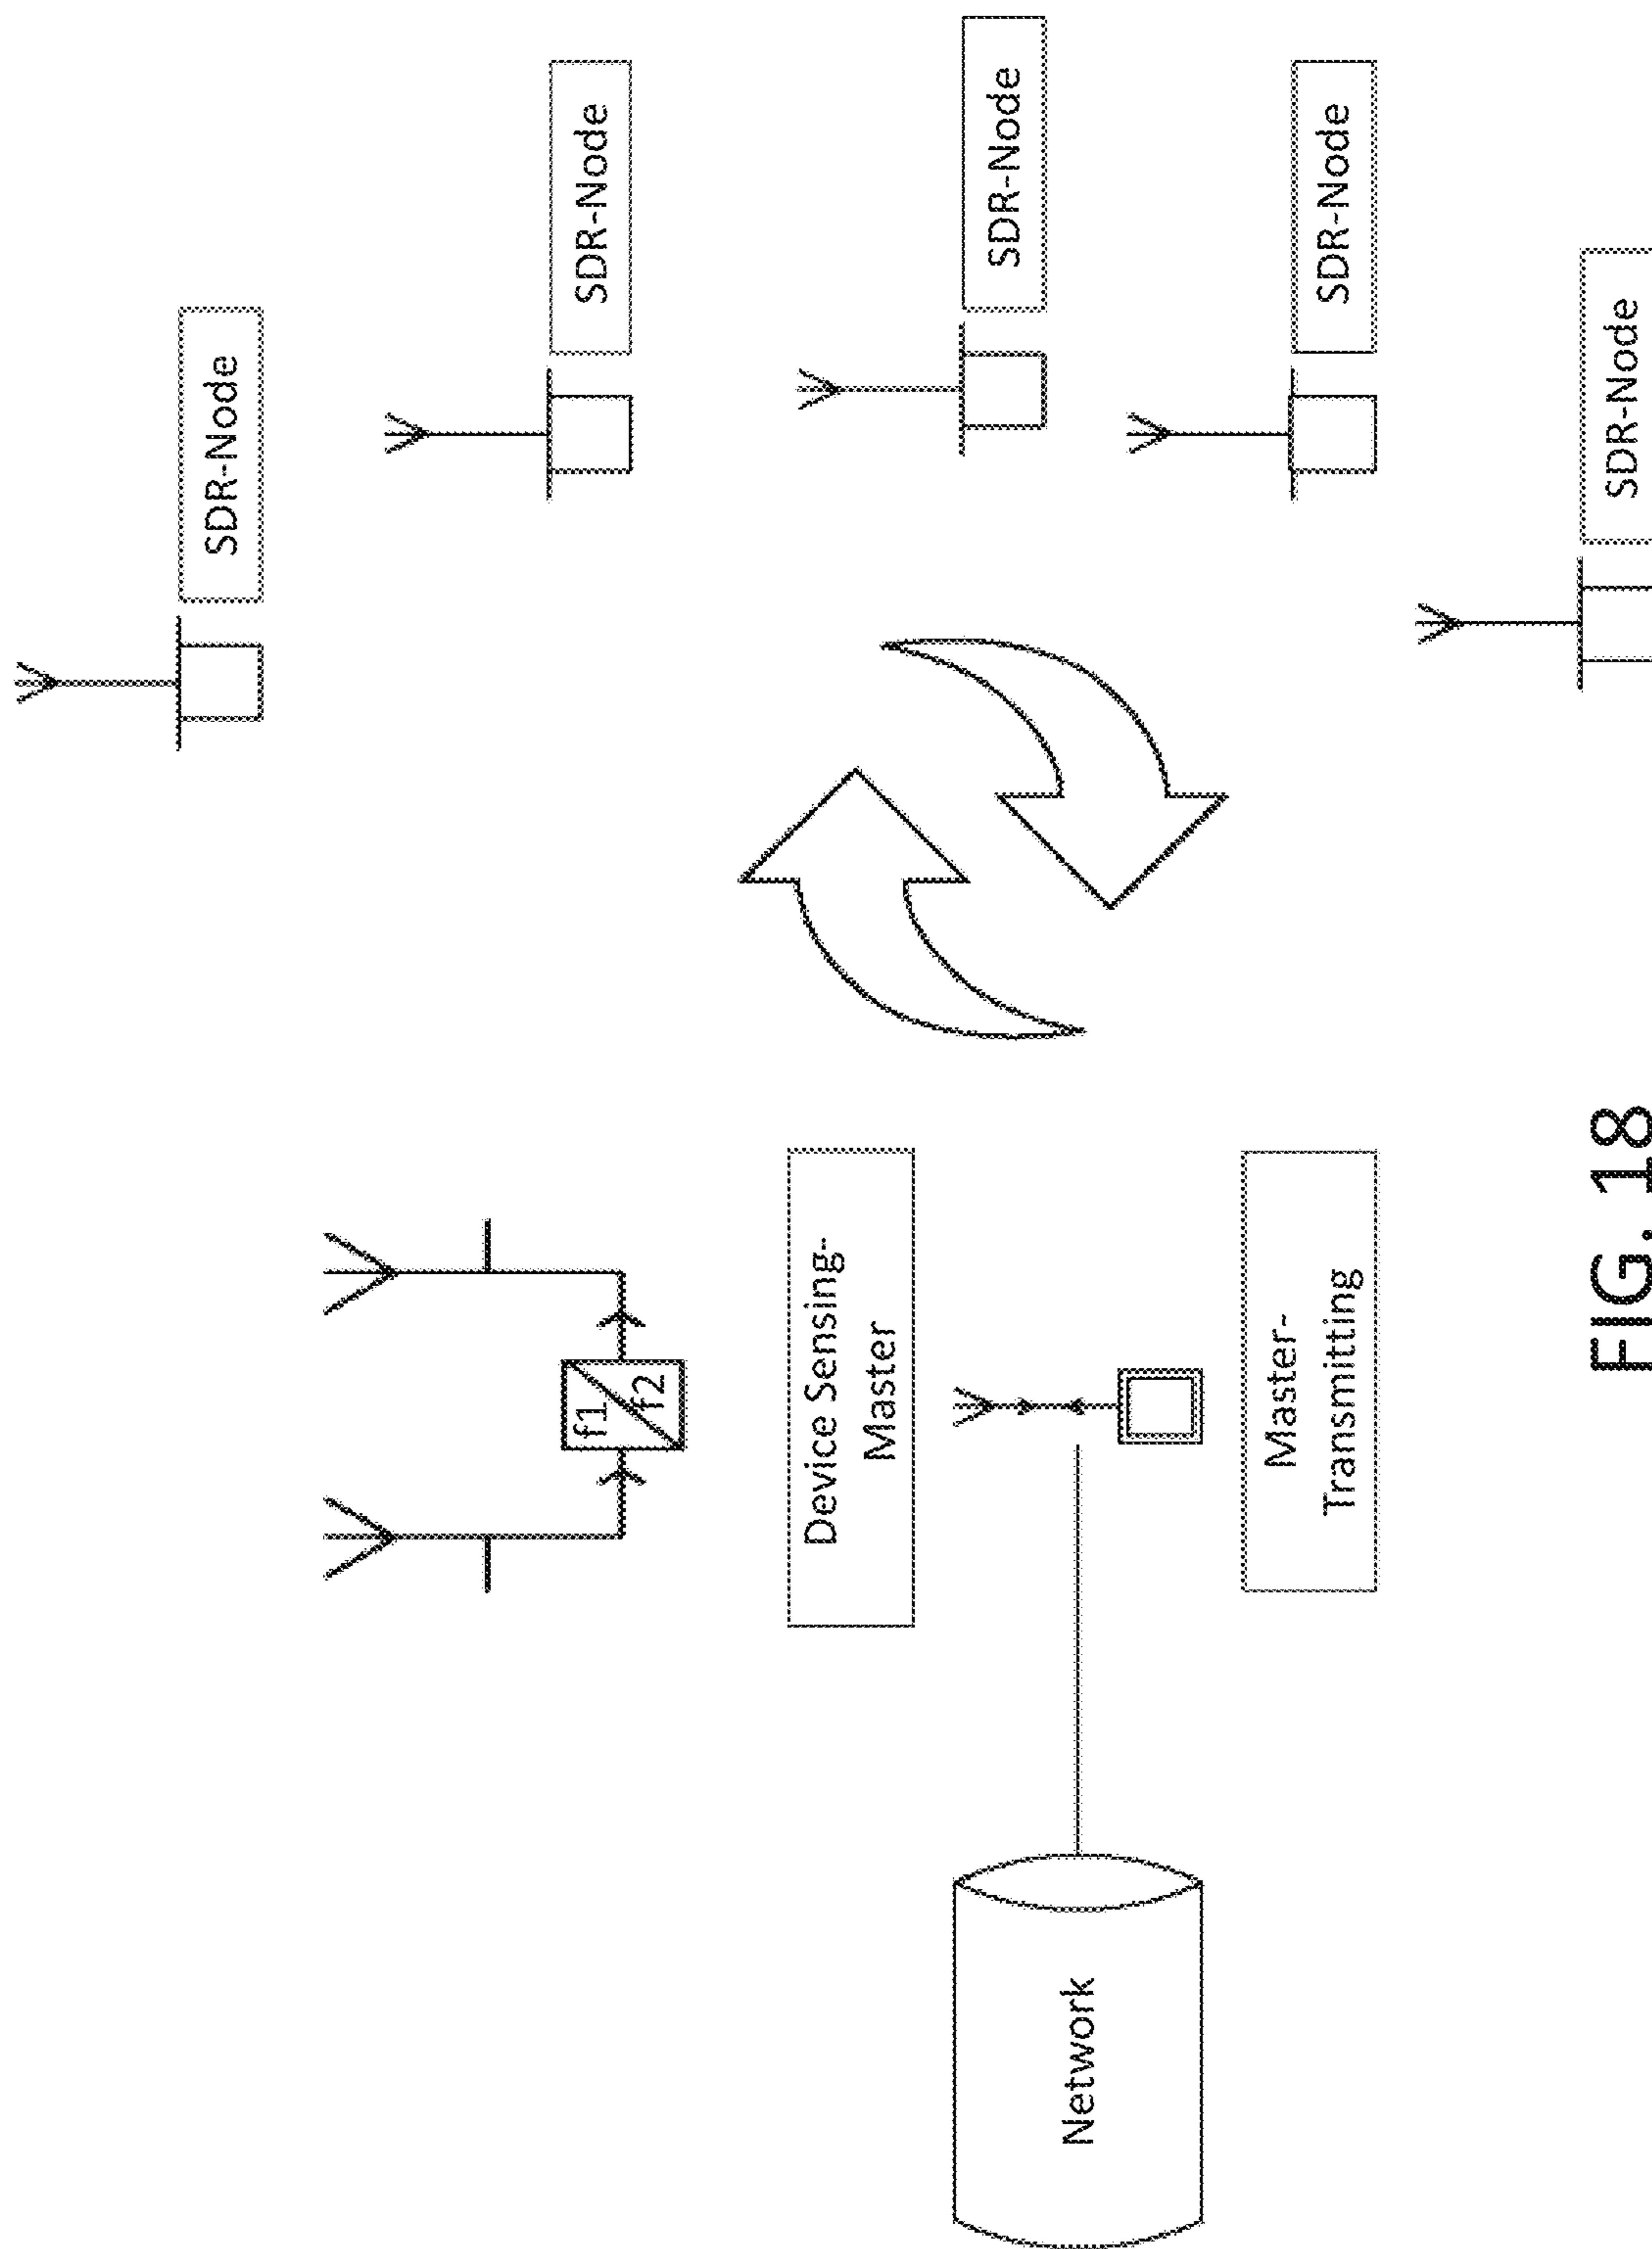 SDR-Node
SDR-Node
f1
f2
Device Sensing-
Master
SDR-Node
Network
Master-
Transmitting
SDR-Node
SDR-Node
FIG. 18